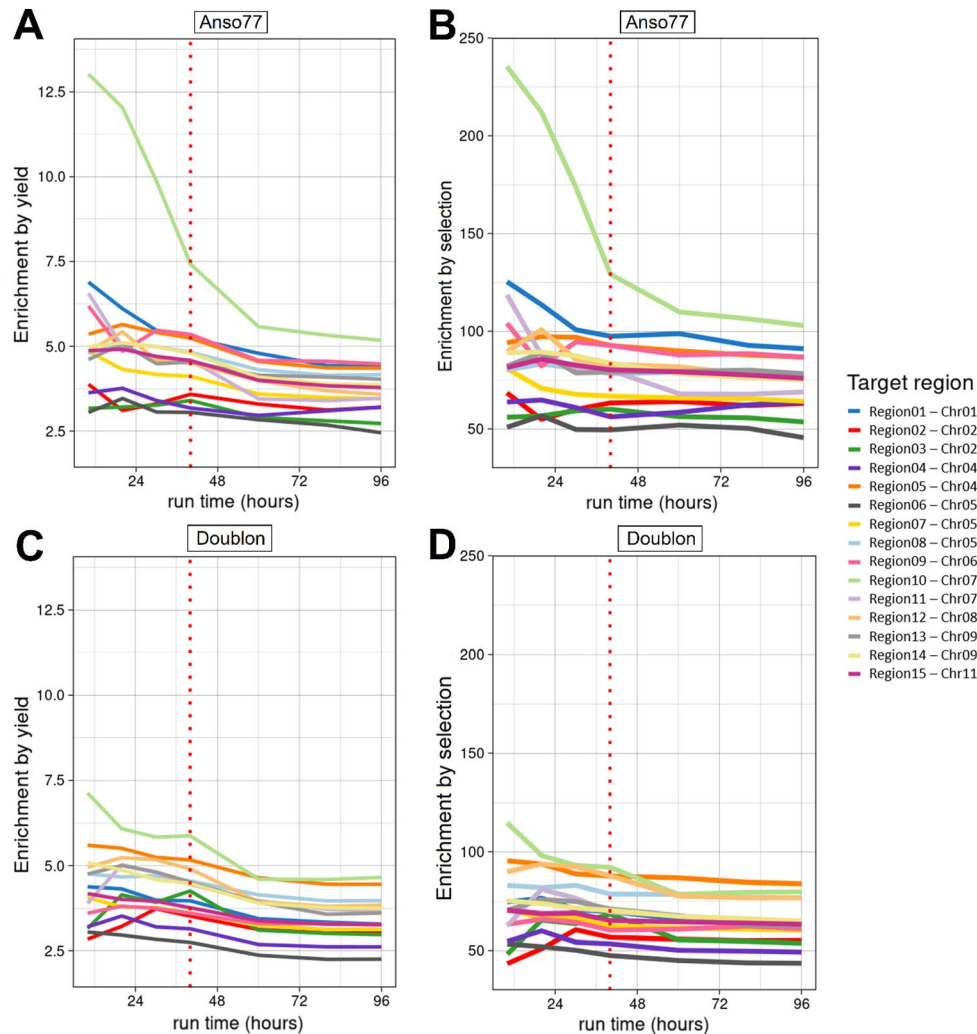 A
Anso77
12.5
10.0
7.5
5.0
2.5
Enrichment by yield
24
48
72
96
run time (hours)
B
Anso77
250
200
150
100
50
Enrichment by selection
24
48
72
96
run time (hours)
C
Doublon
12.5
10.0
7.5
5.0
2.5
Enrichment by yield
24
48
72
96
run time (hours)
D
Doublon
250
200
150
100
50
Enrichment by selection
24
48
72
96
run time (hours)
Target region
Region01 – Chr01
Region02 – Chr02
Region03 – Chr02
Region04 – Chr04
Region05 – Chr04
Region06 – Chr05
Region07 – Chr05
Region08 – Chr05
Region09 – Chr06
Region10 – Chr07
Region11 – Chr07
Region12 – Chr08
Region13 – Chr09
Region14 – Chr09
Region15 – Chr11